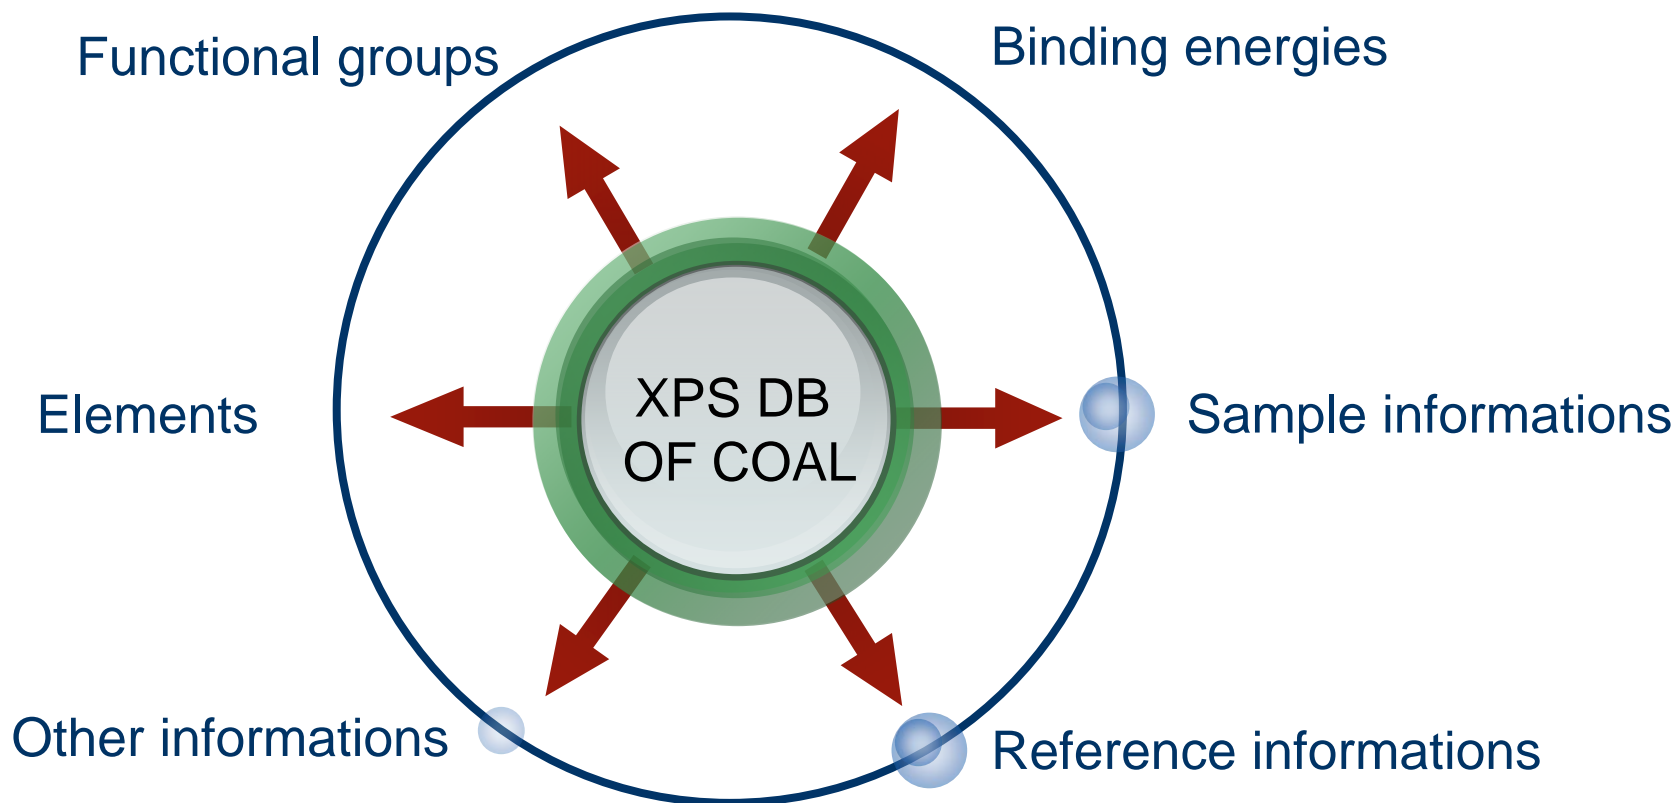 Functional groups
Binding energies
Elements
XPS DB
OF COAL
Sample informations
Other informations
Reference informations